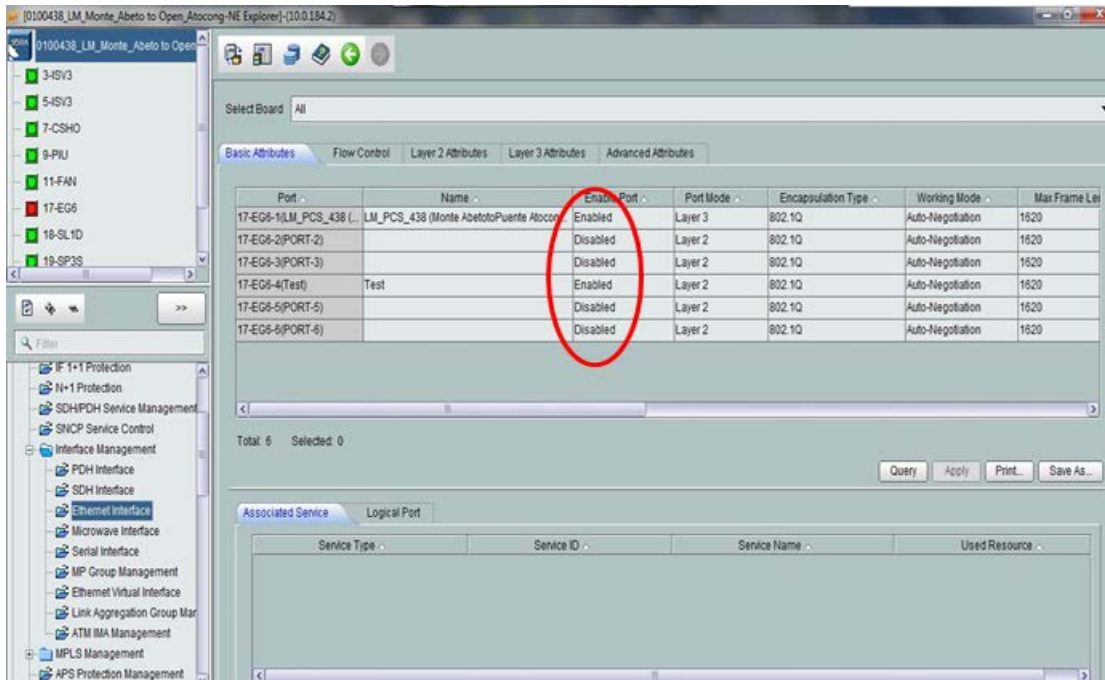 [0100438_LM_Monte_Abeto to Open_Atocong-NE Explorer]-(10.0.184.2)
0100438_LM_Monte_Abeto to Open
3-ISV3
5-ISV3
7-CSHO
9-PIU
11-FAN
17-EG6
18-SL1D
19-SP3S
>>
Filter
IF 1+1 Protection
N+1 Protection
SDH/PDH Service Management
SNCP Service Control
Interface Management
PDH Interface
SDH Interface
Ethernet Interface
Microwave Interface
Serial Interface
MP Group Management
Ethernet Virtual Interface
Link Aggregation Group Mar
ATM IMA Management
MPLS Management
APS Protection Management
Select Board All
Basic Attributes Flow Control Layer 2 Attributes Layer 3 Attributes Advanced Attributes
Port Name Enable Port Port Mode Encapsulation Type Working Mode Max Frame Ler
17-EG6-1(LM_PCS_438 (... LM_PCS_438 (Monte AbetotoPuente Atocon... Enabled Layer 3 802.1Q Auto-Negotiation 1620
17-EG6-2(PORT-2) Disabled Layer 2 802.1Q Auto-Negotiation 1620
17-EG6-3(PORT-3) Disabled Layer 2 802.1Q Auto-Negotiation 1620
17-EG6-4(Test) Test Enabled Layer 2 802.1Q Auto-Negotiation 1620
17-EG6-5(PORT-5) Disabled Layer 2 802.1Q Auto-Negotiation 1620
17-EG6-6(PORT-6) Disabled Layer 2 802.1Q Auto-Negotiation 1620
Total: 6 Selected: 0
Query Apply Print... Save As...
Associated Service Logical Port
Service Type Service ID Service Name Used Resource